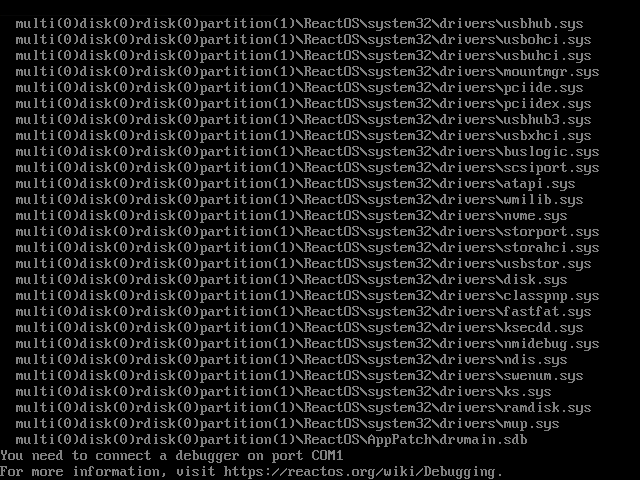 multi(0)disk(0)rdisk(0)partition(1)\ReactOS\system32\drivers\usbhub.sys
multi(0)disk(0)rdisk(0)partition(1)\ReactOS\system32\drivers\usbohci.sys
multi(0)disk(0)rdisk(0)partition(1)\ReactOS\system32\drivers\usbuhci.sys
multi(0)disk(0)rdisk(0)partition(1)\ReactOS\system32\drivers\mountmgr.sys
multi(0)disk(0)rdisk(0)partition(1)\ReactOS\system32\drivers\pciide.sys
multi(0)disk(0)rdisk(0)partition(1)\ReactOS\system32\drivers\pciidex.sys
multi(0)disk(0)rdisk(0)partition(1)\ReactOS\system32\drivers\usbhub3.sys
multi(0)disk(0)rdisk(0)partition(1)\ReactOS\system32\drivers\usbxhci.sys
multi(0)disk(0)rdisk(0)partition(1)\ReactOS\system32\drivers\buslogic.sys
multi(0)disk(0)rdisk(0)partition(1)\ReactOS\system32\drivers\scsiport.sys
multi(0)disk(0)rdisk(0)partition(1)\ReactOS\system32\drivers\atapi.sys
multi(0)disk(0)rdisk(0)partition(1)\ReactOS\system32\drivers\wmilib.sys
multi(0)disk(0)rdisk(0)partition(1)\ReactOS\system32\drivers\nvme.sys
multi(0)disk(0)rdisk(0)partition(1)\ReactOS\system32\drivers\storport.sys
multi(0)disk(0)rdisk(0)partition(1)\ReactOS\system32\drivers\storahci.sys
multi(0)disk(0)rdisk(0)partition(1)\ReactOS\system32\drivers\usbstor.sys
multi(0)disk(0)rdisk(0)partition(1)\ReactOS\system32\drivers\disk.sys
multi(0)disk(0)rdisk(0)partition(1)\ReactOS\system32\drivers\classpnp.sys
multi(0)disk(0)rdisk(0)partition(1)\ReactOS\system32\drivers\fastfat.sys
multi(0)disk(0)rdisk(0)partition(1)\ReactOS\system32\drivers\ksecdd.sys
multi(0)disk(0)rdisk(0)partition(1)\ReactOS\system32\drivers\nmidebug.sys
multi(0)disk(0)rdisk(0)partition(1)\ReactOS\system32\drivers\ndis.sys
multi(0)disk(0)rdisk(0)partition(1)\ReactOS\system32\drivers\swenum.sys
multi(0)disk(0)rdisk(0)partition(1)\ReactOS\system32\drivers\ks.sys
multi(0)disk(0)rdisk(0)partition(1)\ReactOS\system32\drivers\ramdisk.sys
multi(0)disk(0)rdisk(0)partition(1)\ReactOS\system32\drivers\mup.sys
multi(0)disk(0)rdisk(0)partition(1)\ReactOS\AppPatch\drvmain.sdb
You need to connect a debugger on port COM1
For more information, visit https://reactos.org/wiki/Debugging.